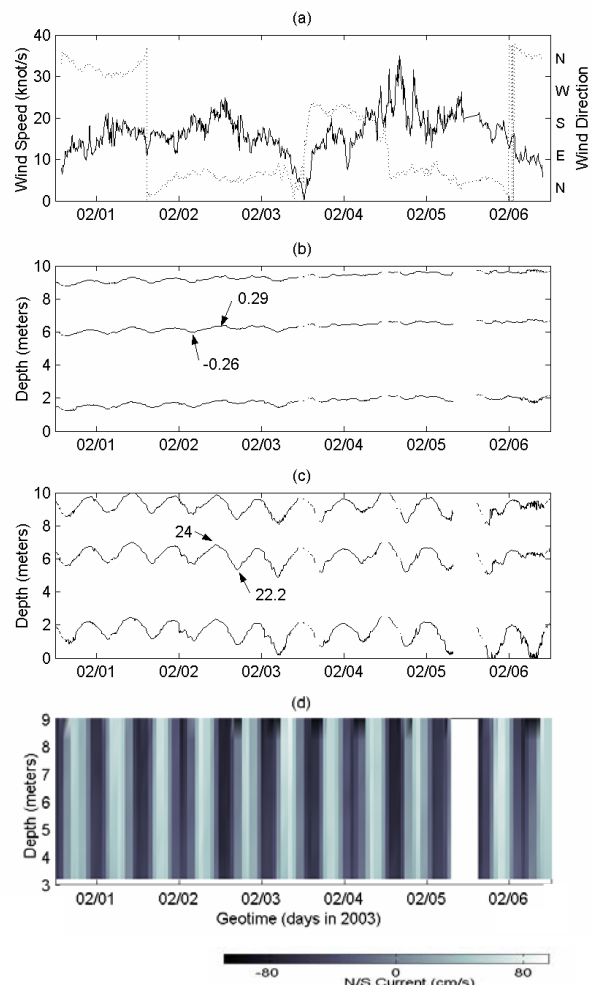 (a)
40
30
20
10
0
Wind Speed (knot/s)
N
W
S
E
N
Wind Direction
02/01 02/02 02/03 02/04 02/05 02/06
(b)
10
8
6
4
2
0
Depth (meters)
0.29
-0.26
02/01 02/02 02/03 02/04 02/05 02/06
(c)
10
8
6
4
2
0
Depth (meters)
24
22.2
02/01 02/02 02/03 02/04 02/05 02/06
(d)
9
8
7
6
5
4
3
Depth (meters)
02/01 02/02 02/03 02/04 02/05 02/06
Geotime (days in 2003)
-80 0 80
N/S Current (cm/s)